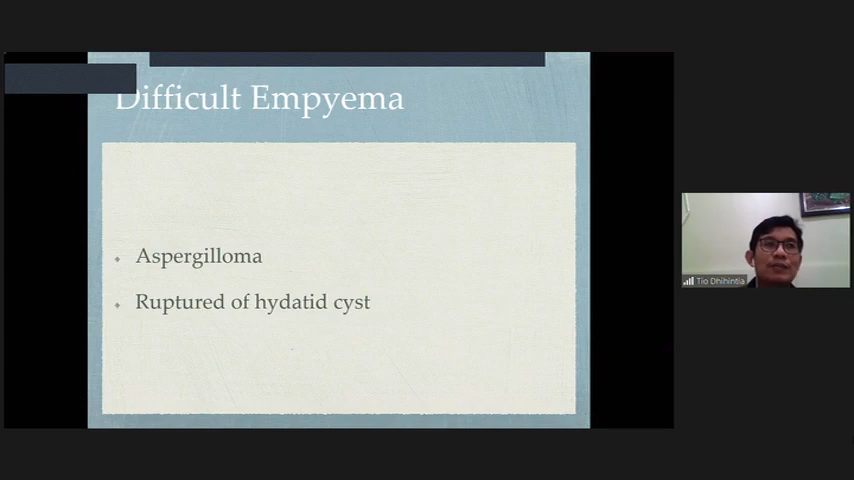 Difficult Empyema
Aspergilloma
Ruptured of hydatid cyst
Tio Dhihintia